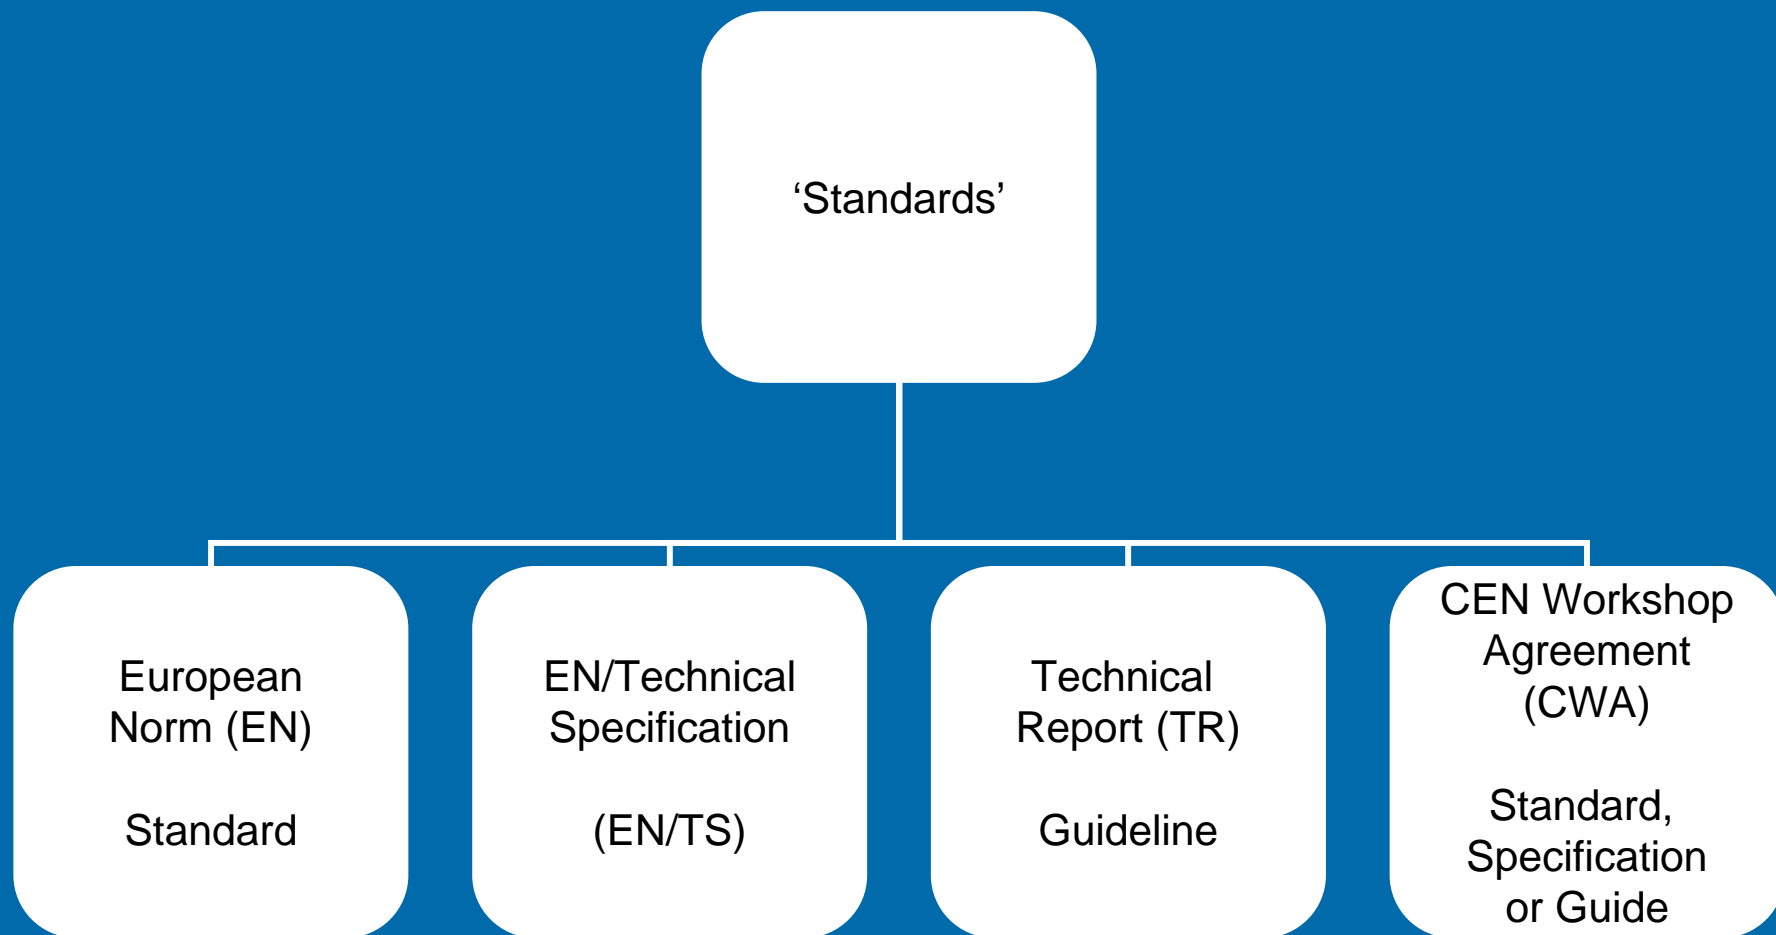 ‘Standards’
European
Norm (EN)
Standard
EN/Technical
Specification
(EN/TS)
Technical
Report (TR)
Guideline
CEN Workshop
Agreement
(CWA)
Standard,
Specification
or Guide